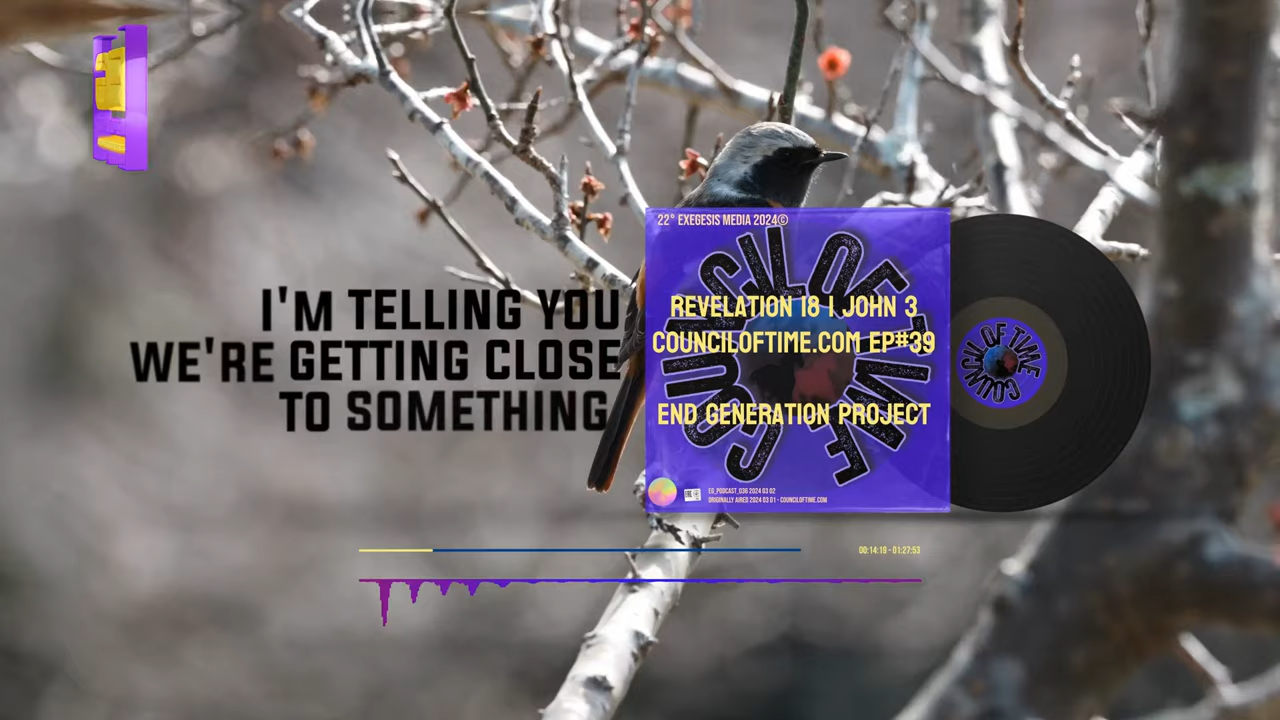 I'M TELLING YOU
WE'RE GETTING CLOSE
TO SOMETHING
22° EXEGESIS MEDIA 2024©
COUNCIL OF TIME
REVELATION 18 I JOHN 3
COUNCILOFTIME.COM EP#39
END GENERATION PROJECT
EG_PODCAST_036 2024 03 02
ORIGINALLY AIRED 2024 03 01 - COUNCILOFTIME.COM
COUNCIL OF TIME
00:14:19 - 01:27:53